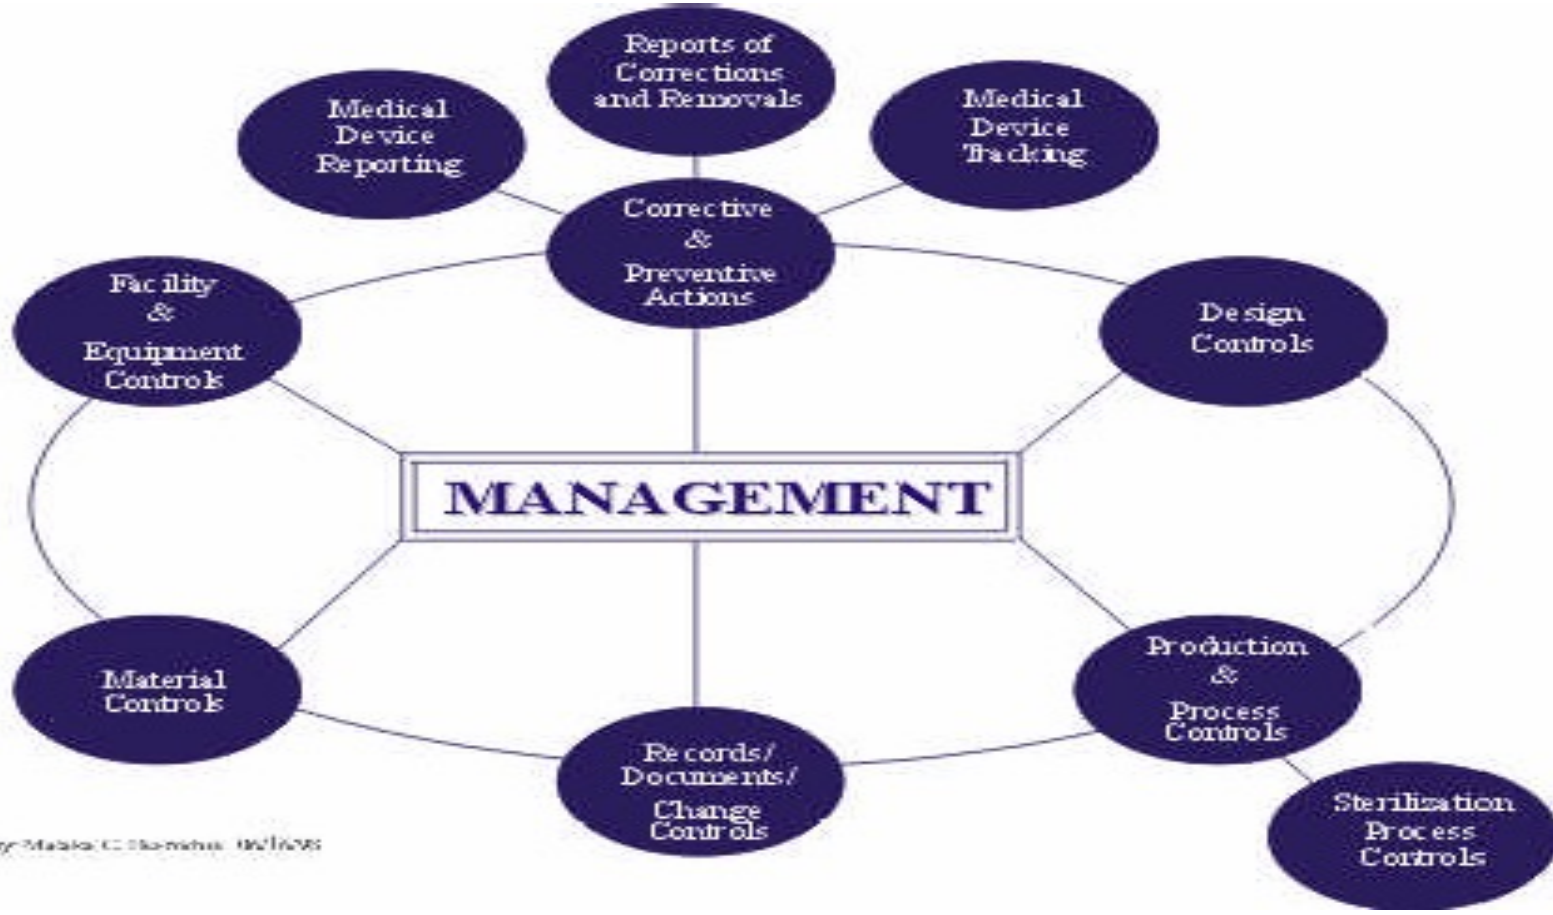 Reports of
Corrections
and Removals
Medical
Device
Reporting
Medical
Device
Tracking
Corrective
&
Preventive
Actions
Facility
&
Equipment
Controls
Design
Controls
MANAGEMENT
Material
Controls
Production
&
Process
Controls
Records/
Documents/
Change
Controls
Sterilization
Process
Controls